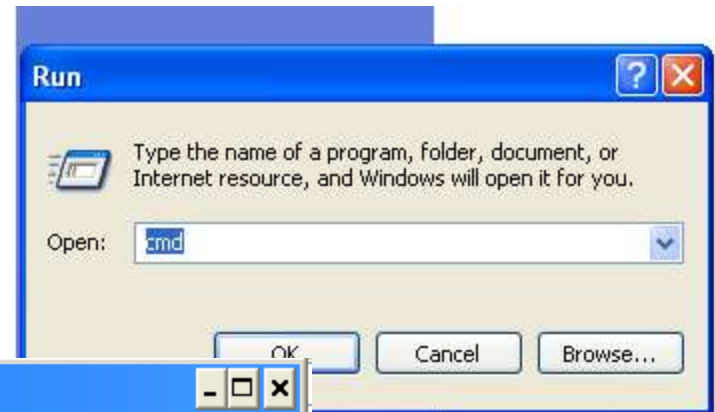 Run
Type the name of a program, folder, document, or
Internet resource, and Windows will open it for you.
Open: cmd
OK Cancel Browse...